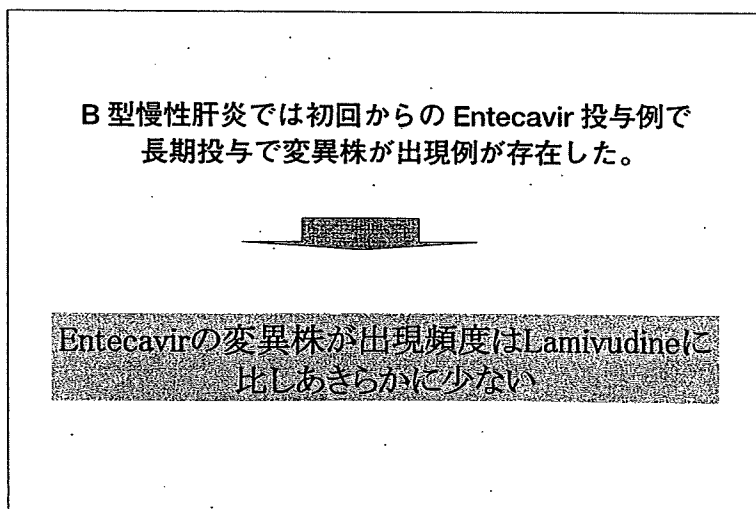 B 型慢性肝炎では初回からの Entecavir 投与例で
長期投与で変異株が出現例が存在した。
Entecavirの変異株が出現頻度はLamivudineに
比しあきらかに少ない